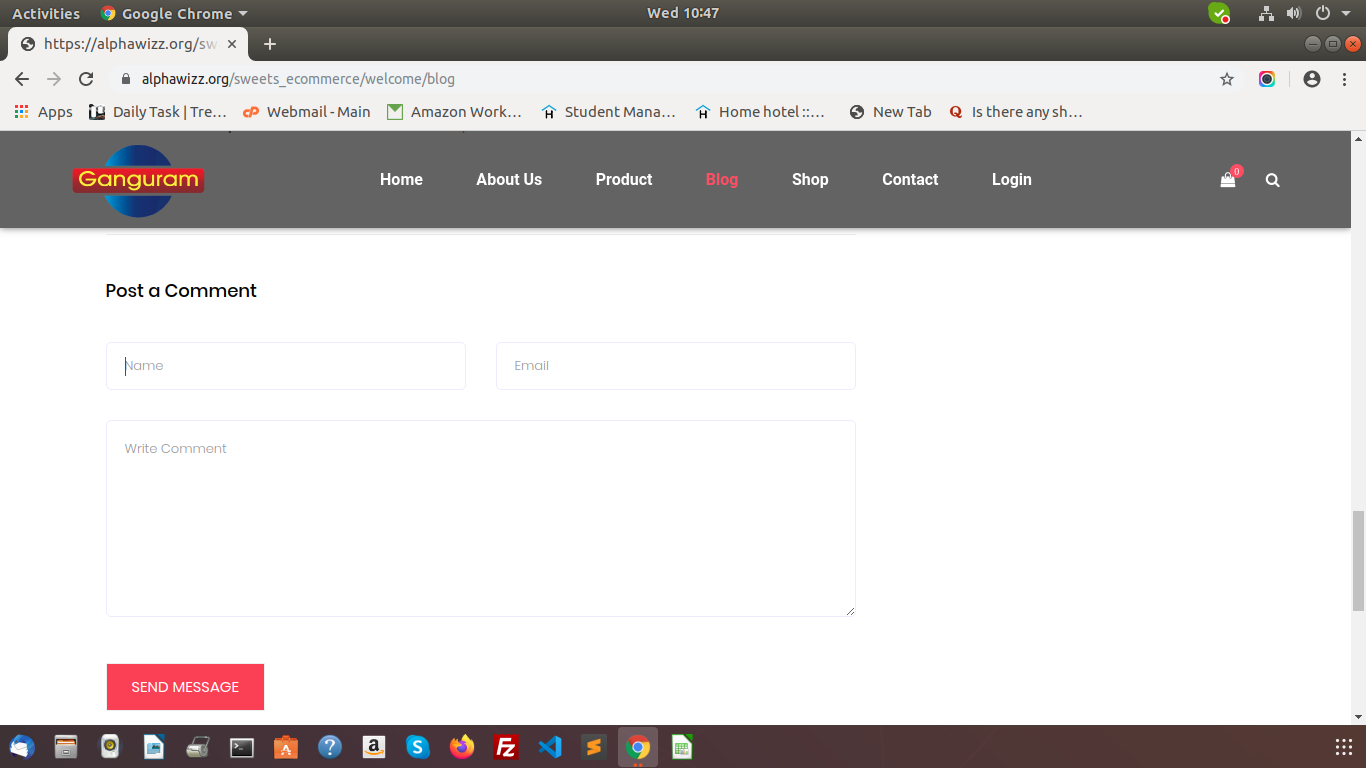 Activities
Google Chrome
Wed 10:47
https://alphawizz.org/sw
alphawizz.org/sweets_ecommerce/welcome/blog
Apps
Daily Task | Tre…
Webmail - Main
Amazon Work…
Student Mana…
Home hotel ::…
New Tab
Is there any sh…
Ganguram
Home
About Us
Product
Blog
Shop
Contact
Login
0
Post a Comment
Name
Email
Write Comment
SEND MESSAGE